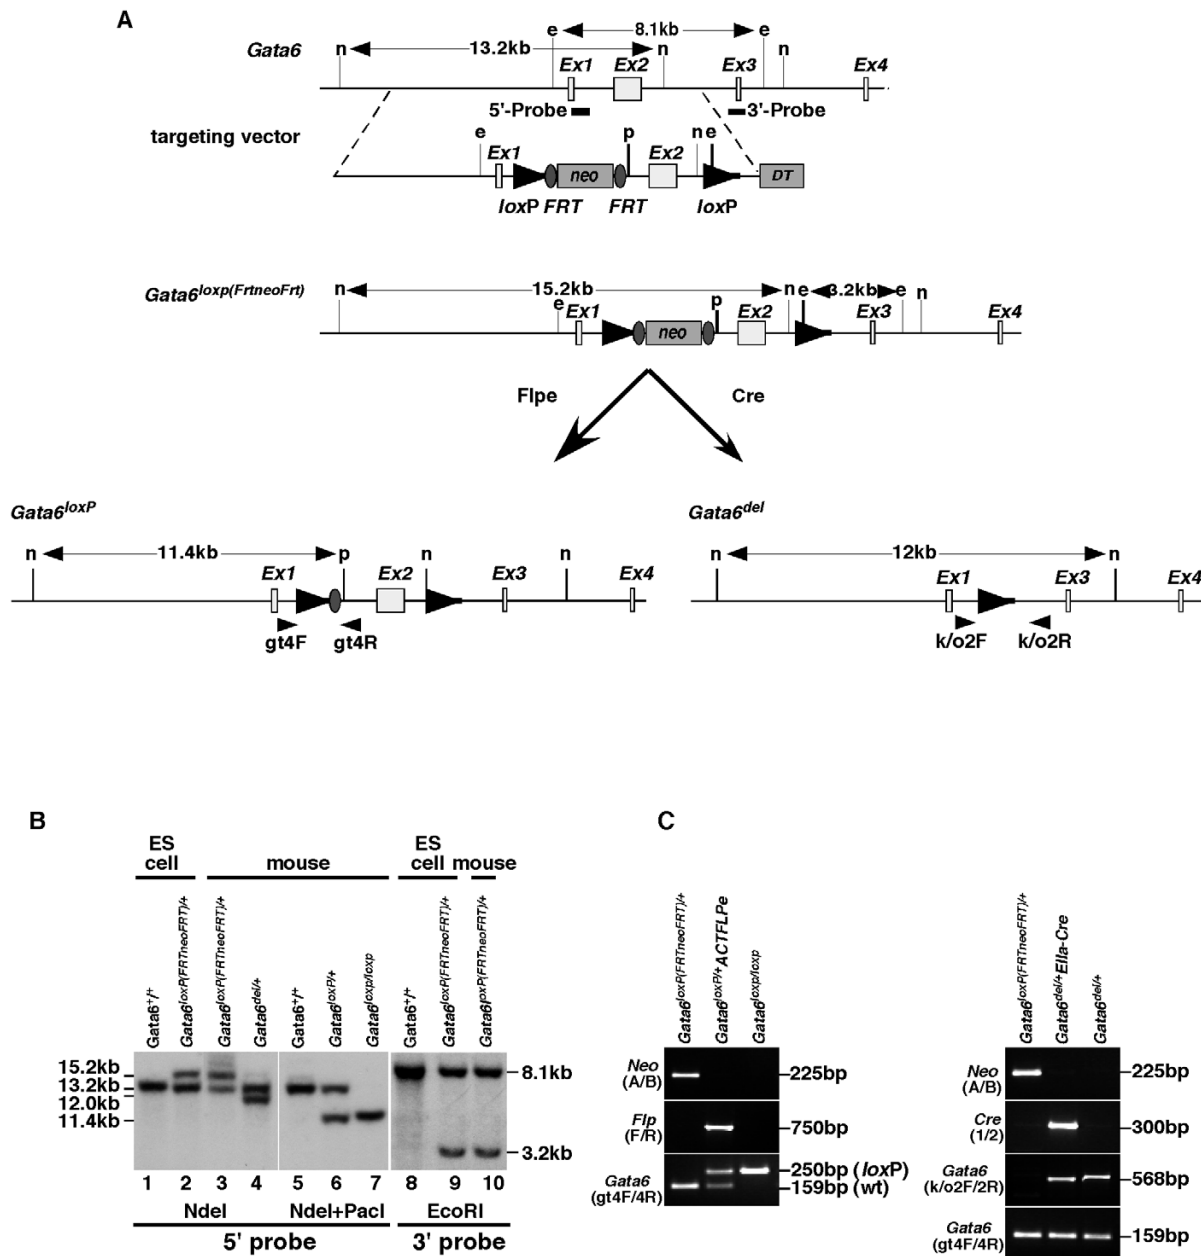 A
Gata6
n 13.2kb n
e 8.1kb e
n
Ex1 Ex2 Ex3 Ex4
5'-Probe 3'-Probe
targeting vector
e Ex1 p Ex2 n e
neo DT
loxP FRT FRT loxP
Gata6loxp(FrtneoFrt)
n 15.2kb n e 3.2kb e n
e Ex1 p Ex2 Ex3 Ex4
neo
Flpe Cre
Gata6loxP
n 11.4kb p n n
Ex1 Ex2 Ex3 Ex4
gt4F gt4R
Gata6del
n 12kb n
Ex1 Ex3 Ex4
k/o2F k/o2R
B
ES cell mouse ES cell mouse
Gata6+/+
Gata6loxP(FRTneoFRT)/+
Gata6loxP(FRTneoFRT)/+
Gata6del/+
Gata6+/+
Gata6loxP/+
Gata6loxp/loxp
Gata6+/+
Gata6loxP(FRTneoFRT)/+
Gata6loxP(FRTneoFRT)/+
15.2kb
13.2kb
12.0kb
11.4kb
8.1kb
3.2kb
1 2 3 4 5 6 7 8 9 10
NdeI NdeI+PacI EcoRI
5' probe 3' probe
C
Gata6loxP(FRTneoFRT)/+
Gata6loxP/+ACTFLPe
Gata6loxp/loxp
Neo
(A/B)
225bp
Flp
(F/R)
750bp
Gata6
(gt4F/4R)
250bp (loxP)
159bp (wt)
Gata6loxP(FRTneoFRT)/+
Gata6del/+EIIa-Cre
Gata6del/+
Neo
(A/B)
225bp
Cre
(1/2)
300bp
Gata6
(k/o2F/2R)
568bp
Gata6
(gt4F/4R)
159bp